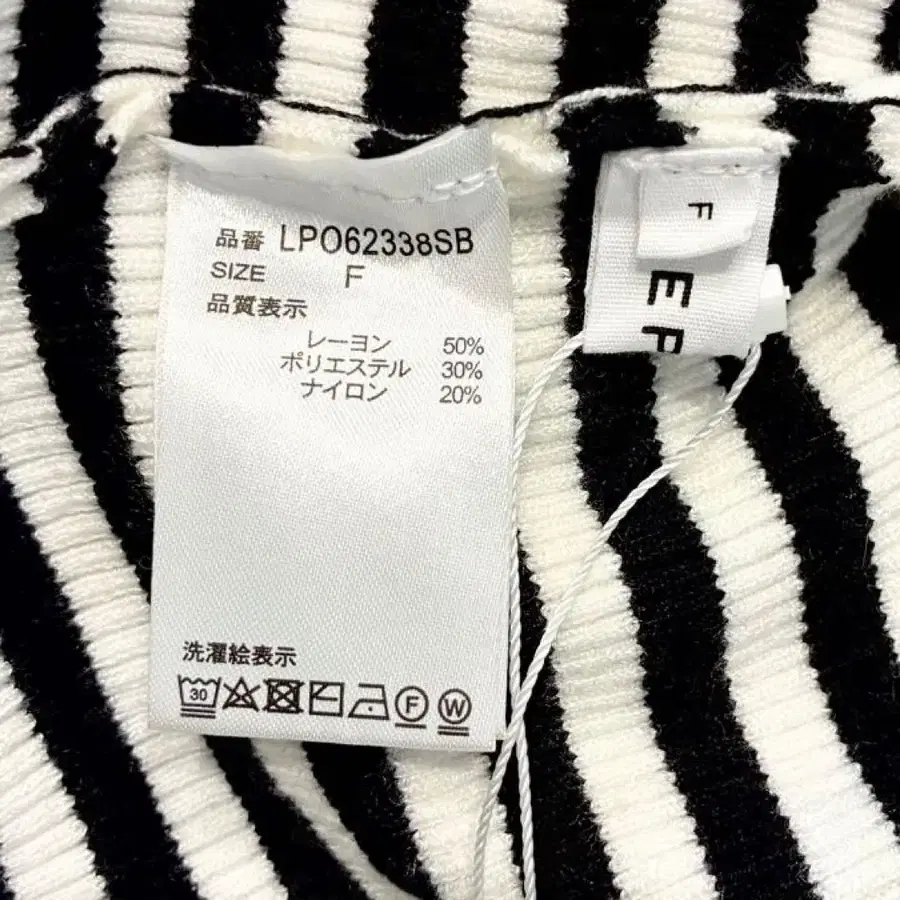 品番 LPO62338SB
SIZE F
品質表示
レーヨン 50%
ポリエステル 30%
ナイロン 20%
洗濯絵表示
30
F
W
F
EP